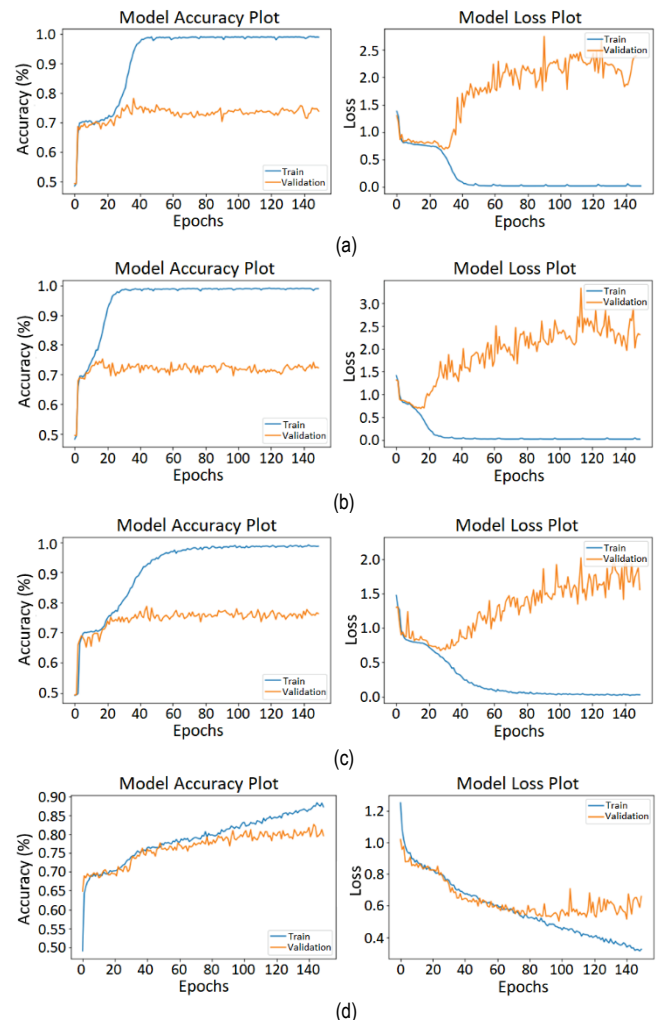 Model Accuracy Plot
Accuracy (%)
1.0
0.9
0.8
0.7
0.6
0.5
0 20 40 60 80 100 120 140
Epochs
Train
Validation
Model Loss Plot
Loss
2.5
2.0
1.5
1.0
0.5
0.0
0 20 40 60 80 100 120 140
Epochs
Train
Validation
(a)
Model Accuracy Plot
Accuracy (%)
1.0
0.9
0.8
0.7
0.6
0.5
0 20 40 60 80 100 120 140
Epochs
Train
Validation
Model Loss Plot
Loss
3.0
2.5
2.0
1.5
1.0
0.5
0.0
0 20 40 60 80 100 120 140
Epochs
Train
Validation
(b)
Model Accuracy Plot
Accuracy (%)
1.0
0.9
0.8
0.7
0.6
0.5
0 20 40 60 80 100 120 140
Epochs
Train
Validation
Model Loss Plot
Loss
2.0
1.5
1.0
0.5
0.0
0 20 40 60 80 100 120 140
Epochs
Train
Validation
(c)
Model Accuracy Plot
Accuracy (%)
0.90
0.85
0.80
0.75
0.70
0.65
0.60
0.55
0.50
0 20 40 60 80 100 120 140
Epochs
Train
Validation
Model Loss Plot
Loss
1.2
1.0
0.8
0.6
0.4
0 20 40 60 80 100 120 140
Epochs
Train
Validation
(d)